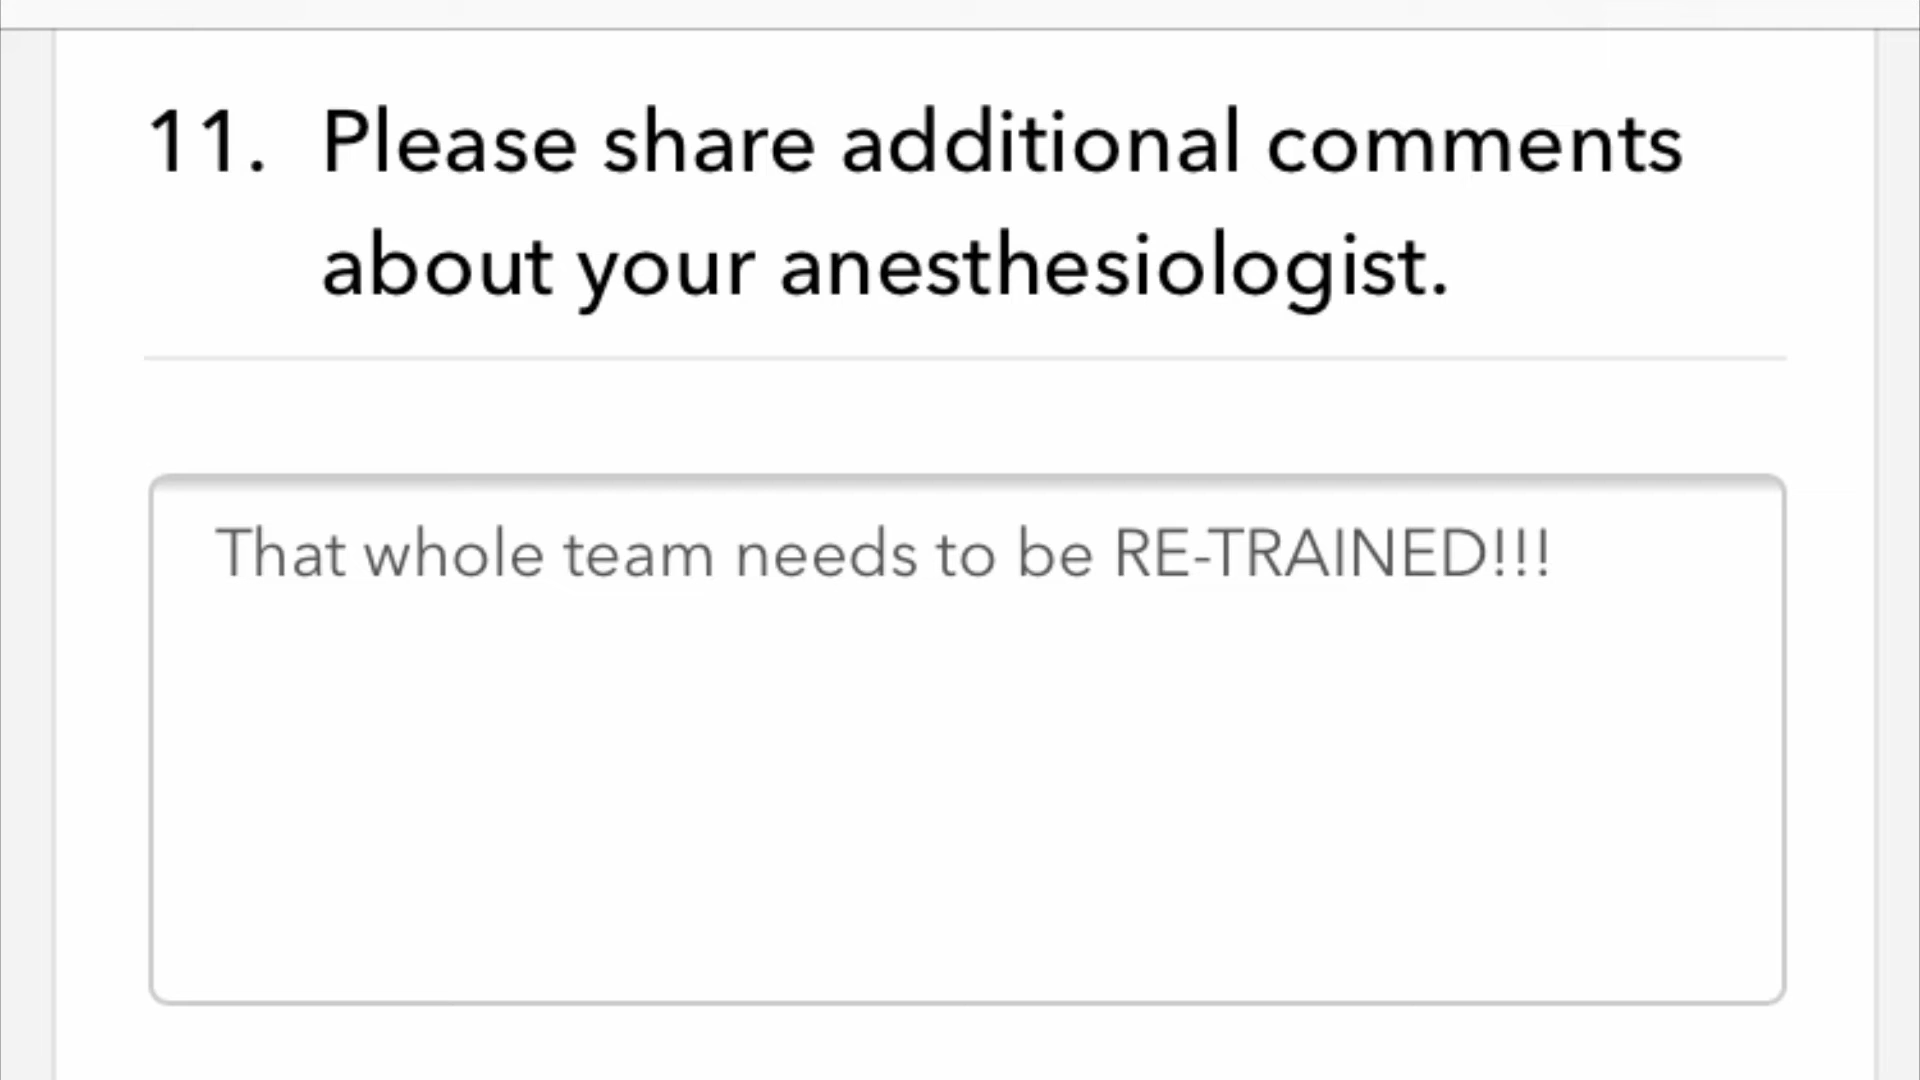 11. Please share additional comments
about your anesthesiologist.
That whole team needs to be RE-TRAINED!!!